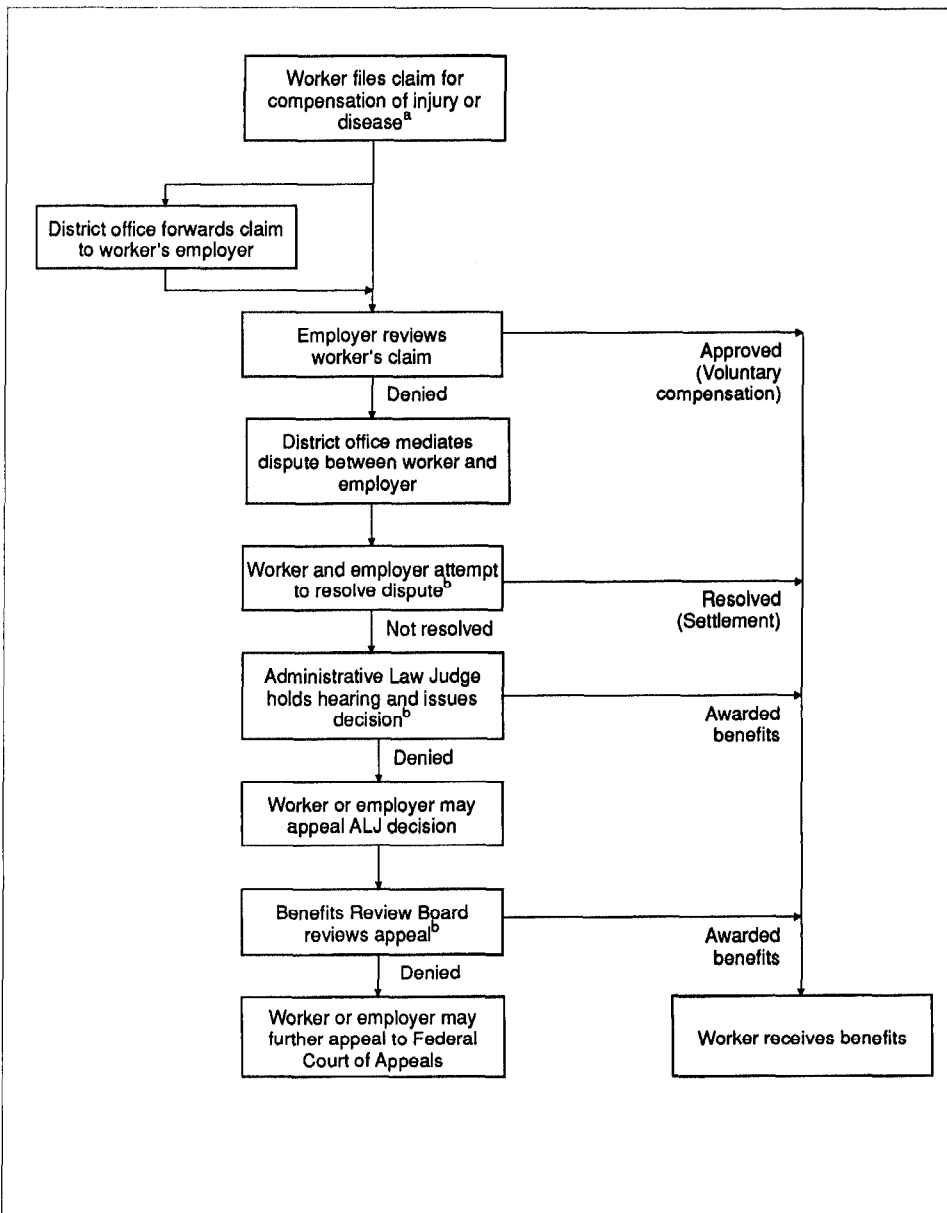 Worker files claim for
compensation of injury or
disease^a
District office forwards claim
to worker's employer
Employer reviews
worker's claim
Approved
(Voluntary
compensation)
Denied
District office mediates
dispute between worker and
employer
Worker and employer attempt
to resolve dispute^b
Resolved
(Settlement)
Not resolved
Administrative Law Judge
holds hearing and issues
decision^b
Awarded
benefits
Denied
Worker or employer may
appeal ALJ decision
Benefits Review Board
reviews appeal^b
Awarded
benefits
Denied
Worker or employer may
further appeal to Federal
Court of Appeals
Worker receives benefits